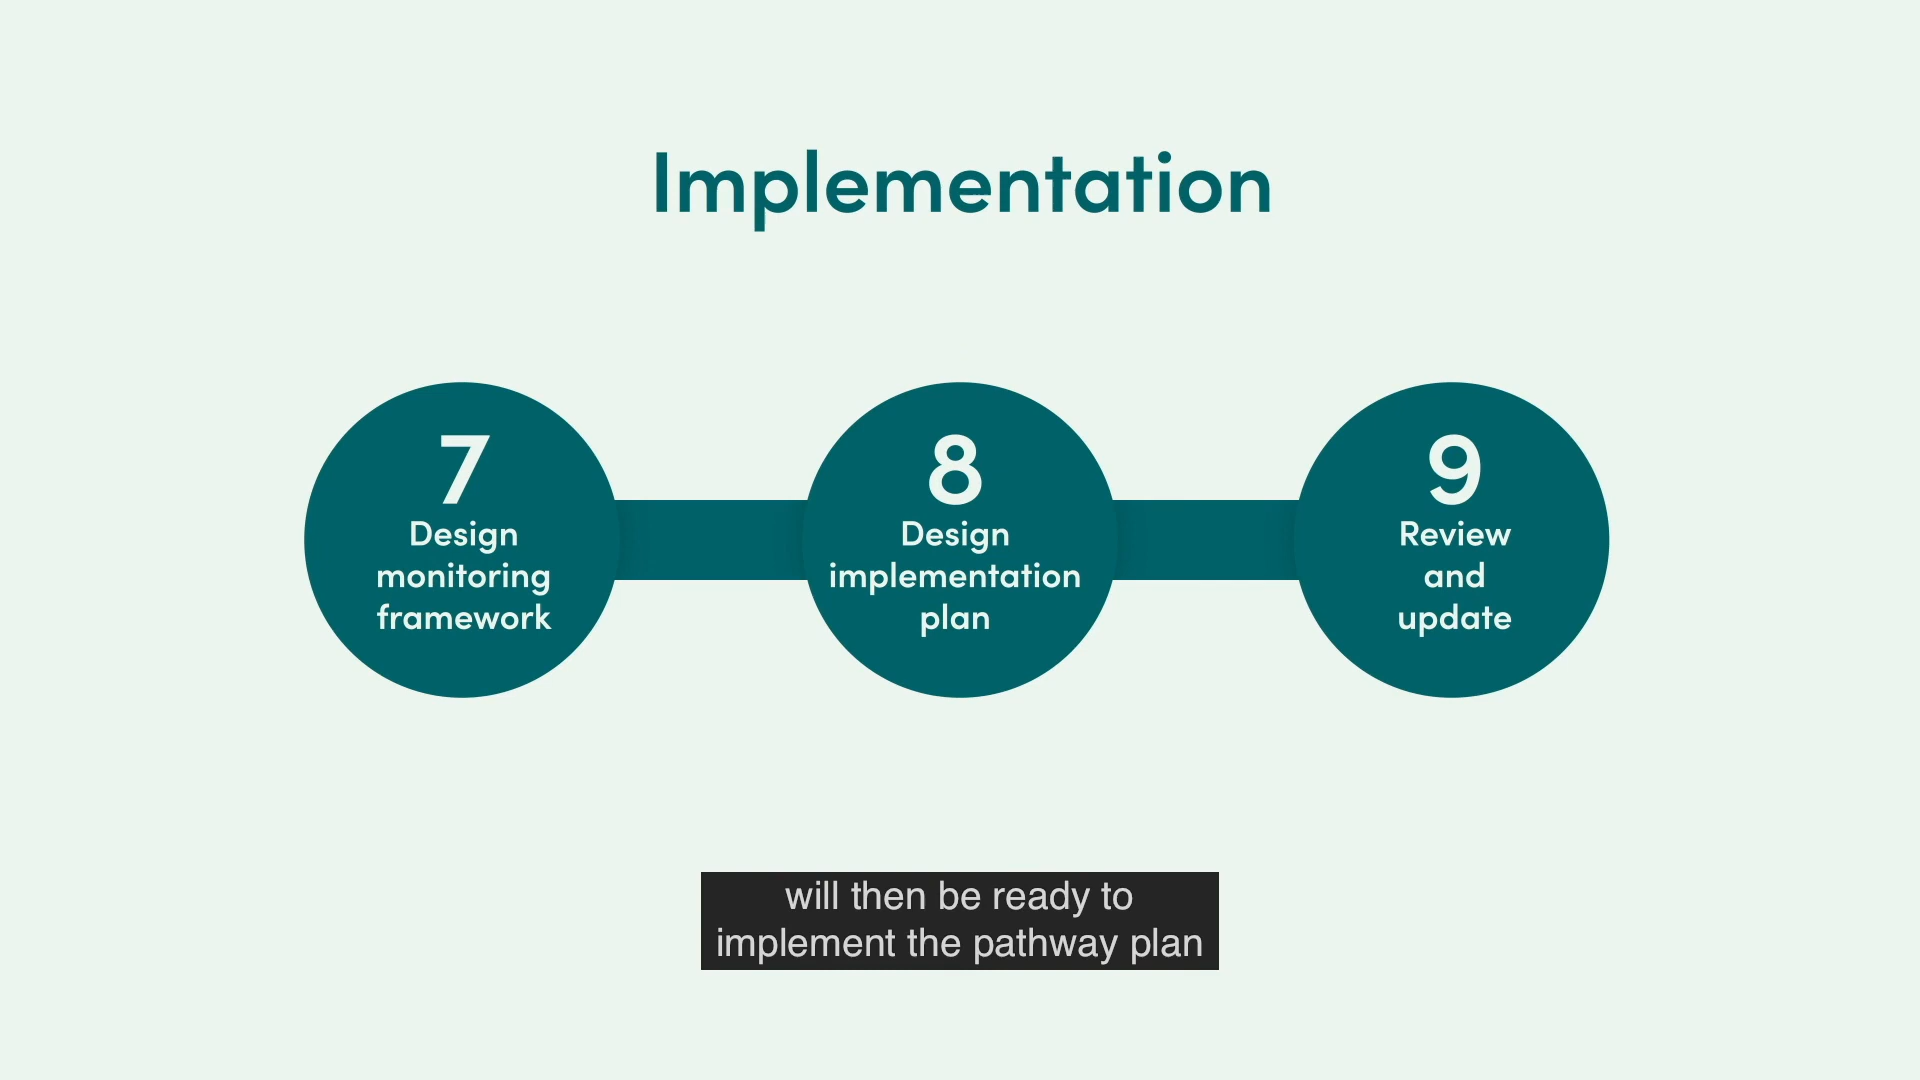 Implementation
7
Design
monitoring
framework
8
Design
implementation
plan
9
Review
and
update
will then be ready to
implement the pathway plan